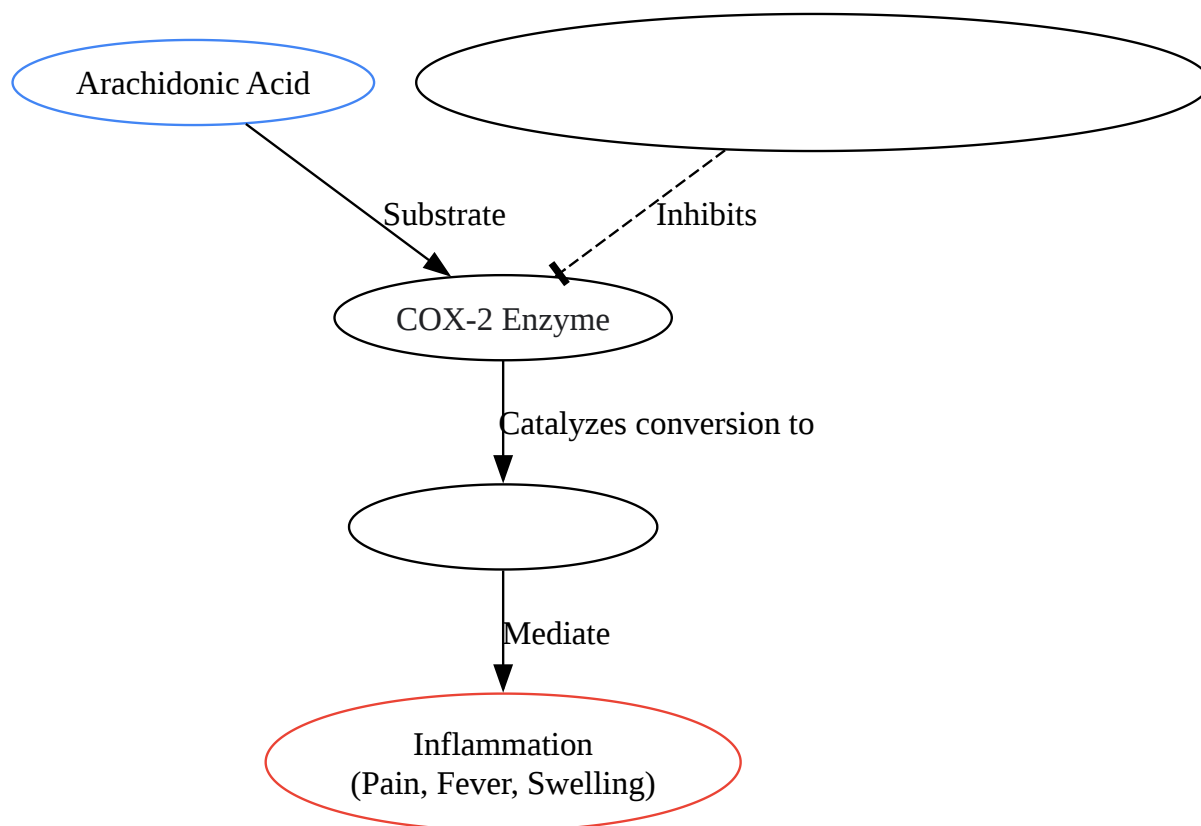 Arachidonic Acid
Substrate
Inhibits
COX-2 Enzyme
Catalyzes conversion to
Mediate
Inflammation
(Pain, Fever, Swelling)